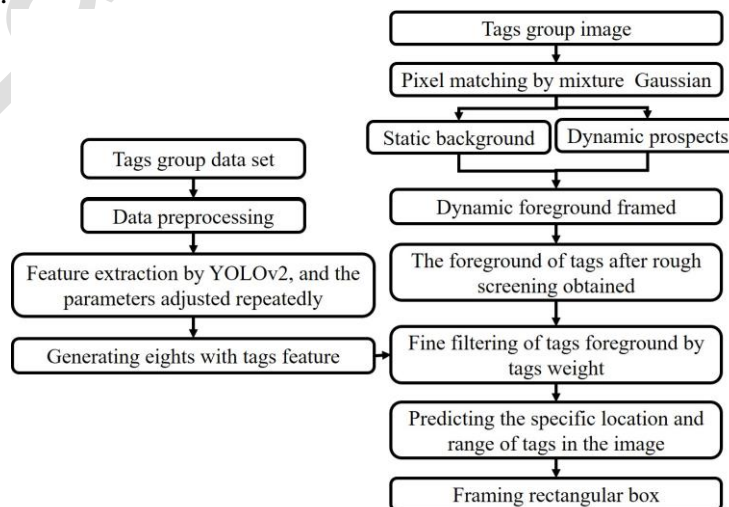 Tags group image
Pixel matching by mixture Gaussian
Static background
Dynamic prospects
Tags group data set
Data preprocessing
Dynamic foreground framed
Feature extraction by YOLOv2, and the
parameters adjusted repeatedly
The foreground of tags after rough
screening obtained
Generating eights with tags feature
Fine filtering of tags foreground by
tags weight
Predicting the specific location and
range of tags in the image
Framing rectangular box